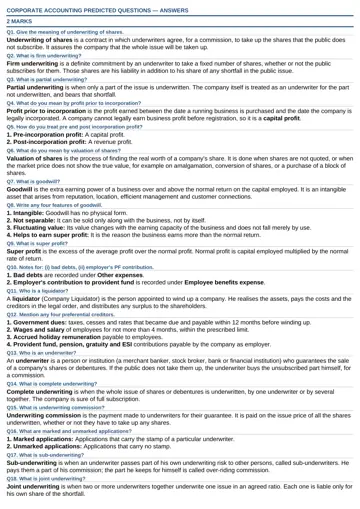 CORPORATE ACCOUNTING PREDICTED QUESTIONS — ANSWERS
2 MARKS
Q1. Give the meaning of underwriting of shares.
Underwriting of shares is a contract in which underwriters agree, for a commission, to take up the shares that the public does
not subscribe. It assures the company that the whole issue will be taken up.
Q2. What is firm underwriting?
Firm underwriting is a definite commitment by an underwriter to take a fixed number of shares, whether or not the public
subscribes for them. Those shares are his liability in addition to his share of any shortfall in the public issue.
Q3. What is partial underwriting?
Partial underwriting is when only a part of the issue is underwritten. The company itself is treated as an underwriter for the part
not underwritten, and bears that shortfall.
Q4. What do you mean by profit prior to incorporation?
Profit prior to incorporation is the profit earned between the date a running business is purchased and the date the company is
legally incorporated. A company cannot legally earn business profit before registration, so it is a capital profit.
Q5. How do you treat pre and post incorporation profit?
1. Pre-incorporation profit: A capital profit.
2. Post-incorporation profit: A revenue profit.
Q6. What do you mean by valuation of shares?
Valuation of shares is the process of finding the real worth of a company's share. It is done when shares are not quoted, or when
the market price does not show the true value, for example on amalgamation, conversion of shares, or a purchase of a block of
shares.
Q7. What is goodwill?
Goodwill is the extra earning power of a business over and above the normal return on the capital employed. It is an intangible
asset that arises from reputation, location, efficient management and customer connections.
Q8. Write any four features of goodwill.
1. Intangible: Goodwill has no physical form.
2. Not separable: It can be sold only along with the business, not by itself.
3. Fluctuating value: Its value changes with the earning capacity of the business and does not fall merely by use.
4. Helps to earn super profit: It is the reason the business earns more than the normal return.
Q9. What is super profit?
Super profit is the excess of the average profit over the normal profit. Normal profit is capital employed multiplied by the normal
rate of return.
Q10. Notes for: (i) bad debts, (ii) employer's PF contribution.
1. Bad debts are recorded under Other expenses.
2. Employer's contribution to provident fund is recorded under Employee benefits expense.
Q11. Who is a liquidator?
A liquidator (Company Liquidator) is the person appointed to wind up a company. He realises the assets, pays the costs and the
creditors in the legal order, and distributes any surplus to the shareholders.
Q12. Mention any four preferential creditors.
1. Government dues: taxes, cesses and rates that became due and payable within 12 months before winding up.
2. Wages and salary of employees for not more than 4 months, within the prescribed limit.
3. Accrued holiday remuneration payable to employees.
4. Provident fund, pension, gratuity and ESI contributions payable by the company as employer.
Q13. Who is an underwriter?
An underwriter is a person or institution (a merchant banker, stock broker, bank or financial institution) who guarantees the sale
of a company's shares or debentures. If the public does not take them up, the underwriter buys the unsubscribed part himself, for
a commission.
Q14. What is complete underwriting?
Complete underwriting is when the whole issue of shares or debentures is underwritten, by one underwriter or by several
together. The company is sure of full subscription.
Q15. What is underwriting commission?
Underwriting commission is the payment made to underwriters for their guarantee. It is paid on the issue price of all the shares
underwritten, whether or not they have to take up any shares.
Q16. What are marked and unmarked applications?
1. Marked applications: Applications that carry the stamp of a particular underwriter.
2. Unmarked applications: Applications that carry no stamp.
Q17. What is sub-underwriting?
Sub-underwriting is when an underwriter passes part of his own underwriting risk to other persons, called sub-underwriters. He
pays them a part of his commission; the part he keeps for himself is called over-riding commission.
Q18. What is joint underwriting?
Joint underwriting is when two or more underwriters together underwrite one issue in an agreed ratio. Each one is liable only for
his own share of the shortfall.